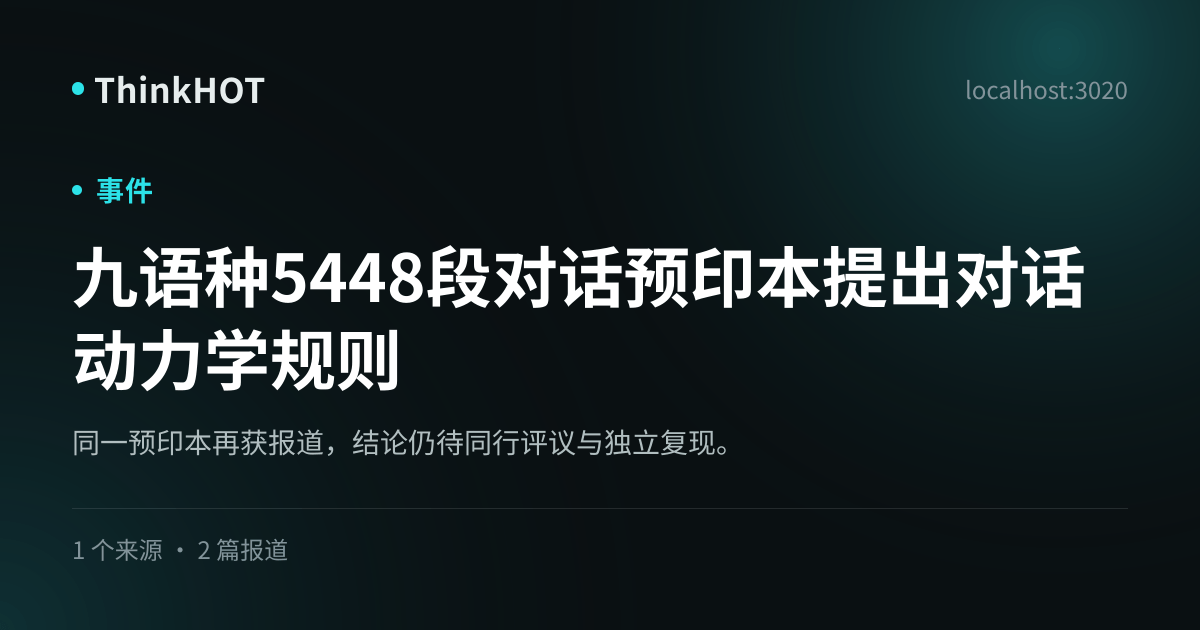 ThinkHOT
localhost:3020
事件
九语种5448段对话预印本提出对话
动力学规则
同一预印本再获报道，结论仍待同行评议与独立复现。
1 个来源 · 2 篇报道